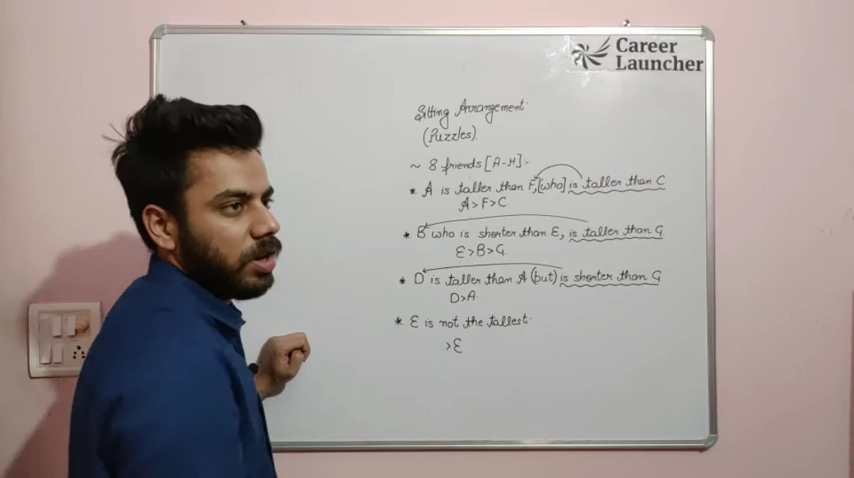 Career
Launcher
Sitting Arrangement:
(Puzzles).
~ 8 friends [A-H]:-
* A is taller than F, [who] is taller than C.
A > F > C.
* B who is shorter than E, is taller than G.
E > B > G.
* D is taller than A (but) is shorter than G
D > A.
* E is not the tallest.
> E